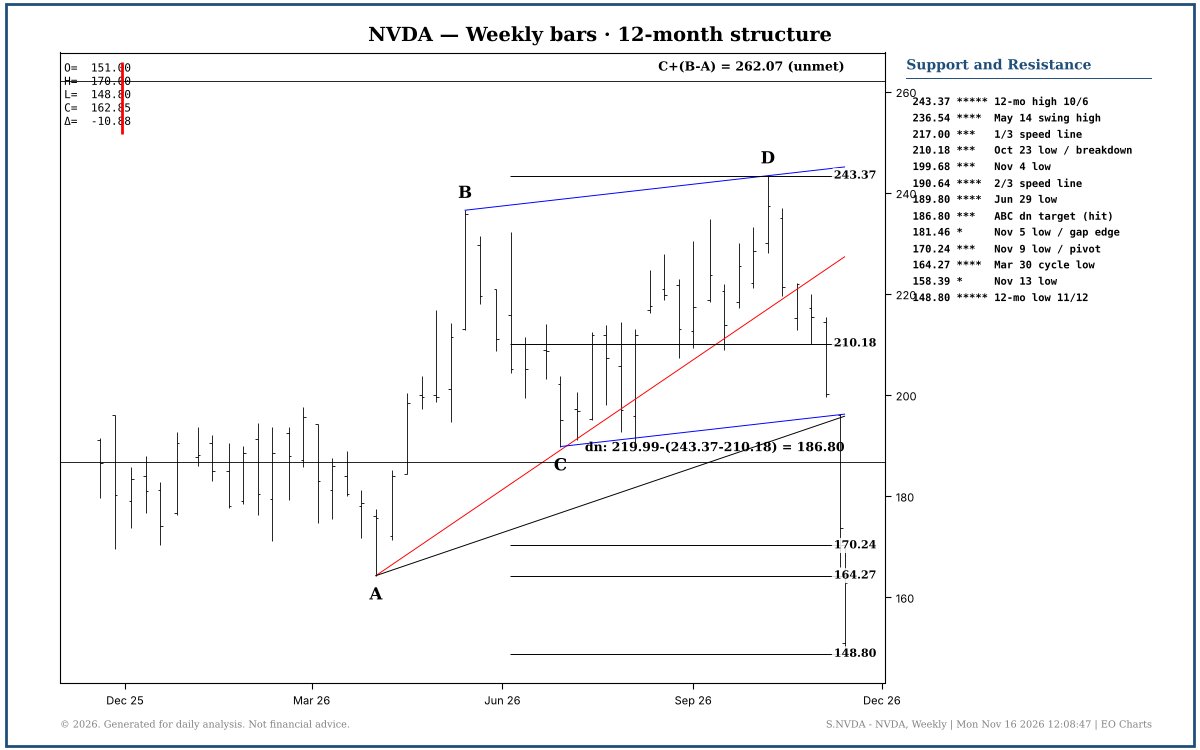 NVDA — Weekly bars · 12-month structure
O= 151.00
H= 170.00
L= 148.80
C= 162.85
Δ= -10.88
C+(B-A) = 262.07 (unmet)
B
D
A
C
243.37
210.18
dn: 219.99-(243.37-210.18) = 186.80
170.24
164.27
148.80
260
240
220
200
180
160
Dec 25
Mar 26
Jun 26
Sep 26
Dec 26
Support and Resistance
243.37 ***** 12-mo high 10/6
236.54 **** May 14 swing high
217.00 *** 1/3 speed line
210.18 *** Oct 23 low / breakdown
199.68 *** Nov 4 low
190.64 **** 2/3 speed line
189.80 **** Jun 29 low
186.80 *** ABC dn target (hit)
181.46 * Nov 5 low / gap edge
170.24 *** Nov 9 low / pivot
164.27 **** Mar 30 cycle low
158.39 * Nov 13 low
148.80 ***** 12-mo low 11/12
© 2026. Generated for daily analysis. Not financial advice.
S.NVDA - NVDA, Weekly | Mon Nov 16 2026 12:08:47 | EO Charts